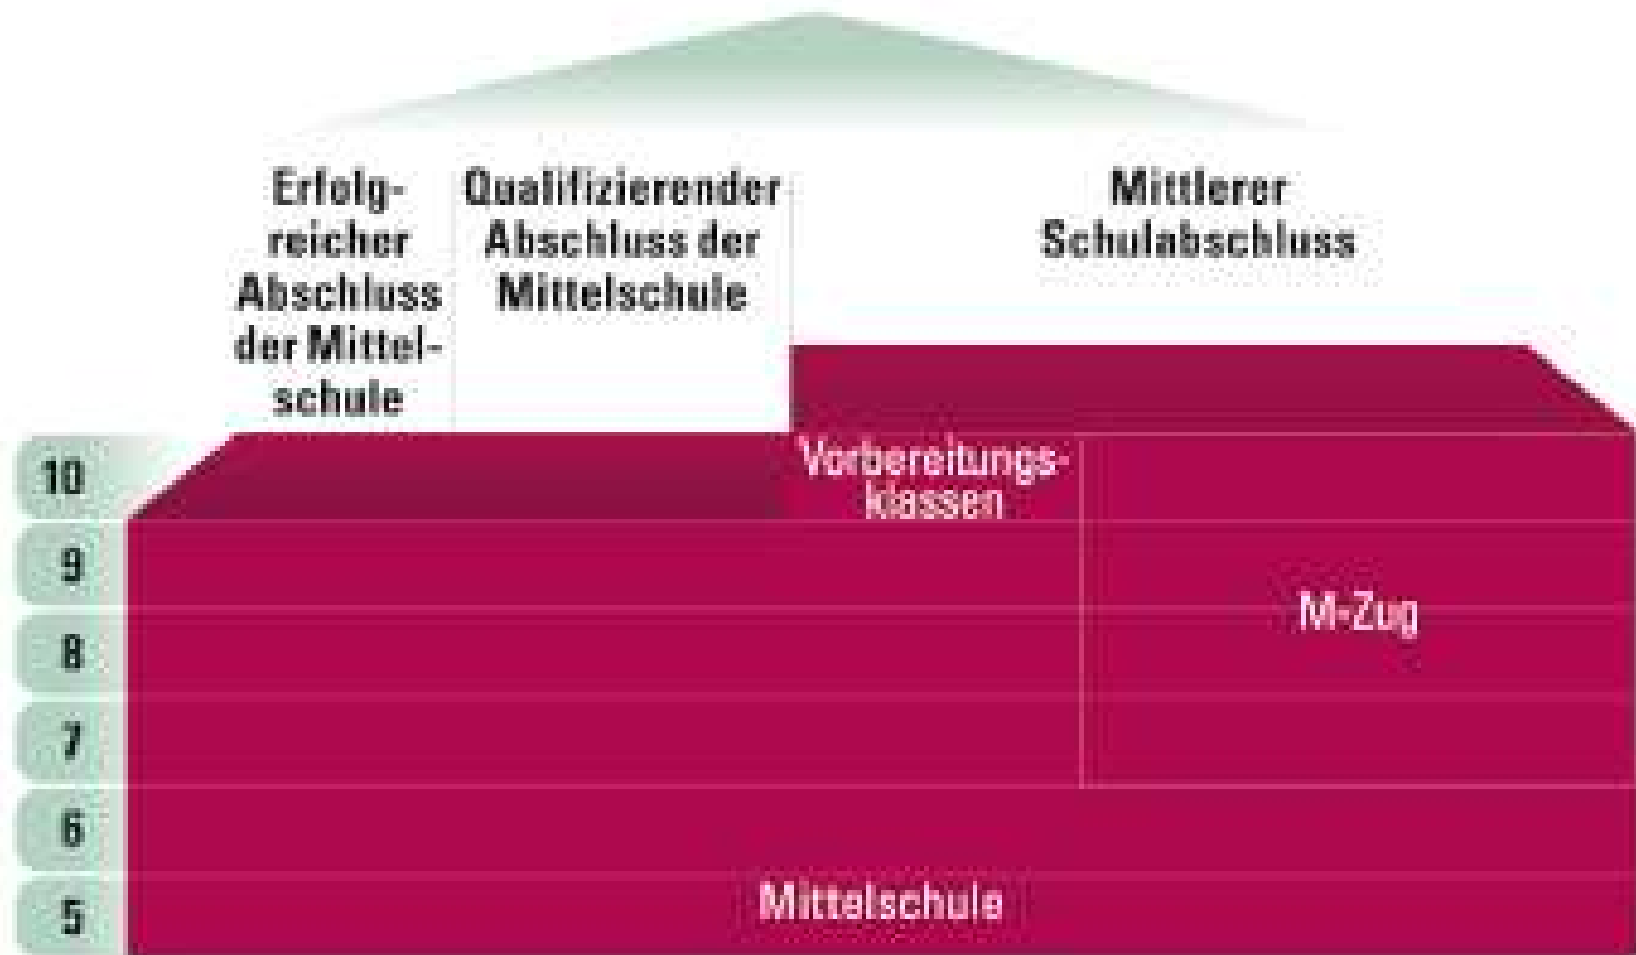 Erfolg-
reicher
Abschluss
der Mittel-
schule
Qualifizierender
Abschluss der
Mittelschule
Mittlerer
Schulabschluss
10
Vorbereitungs-
klassen
9
M-Zug
8
7
6
5
Mittelschule